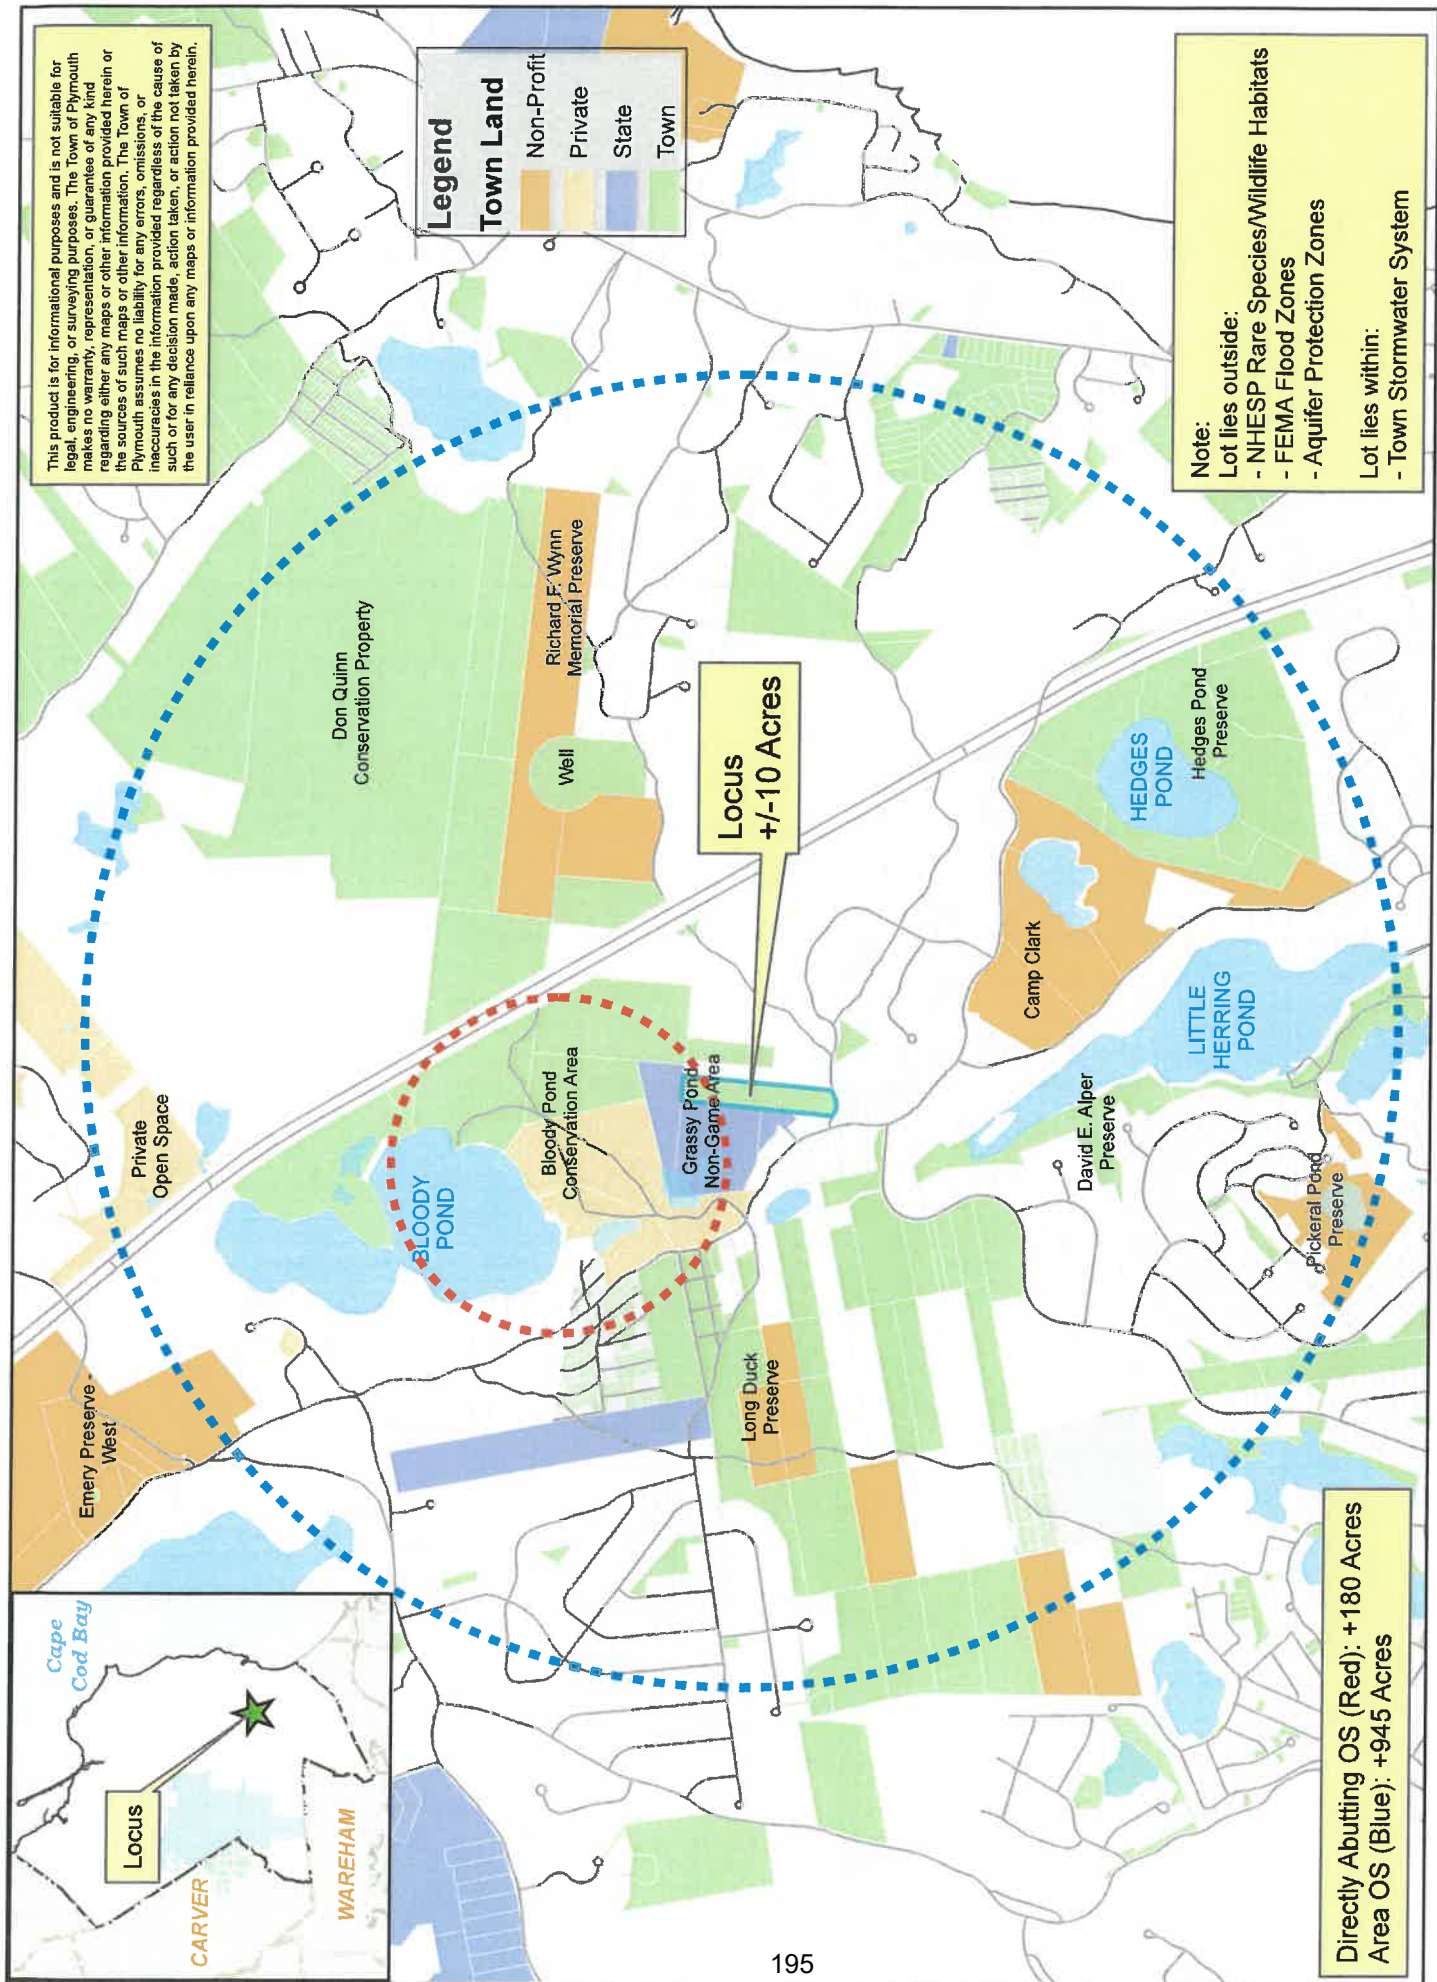 Cape
Cod Bay
Locus
CARVER
WAREHAM
Emery Preserve -
West
Private
Open Space
Don Quinn
Conservation Property
This product is for informational purposes and is not suitable for
legal, engineering, or surveying purposes. The Town of Plymouth
makes no warranty, representation, or guarantee of any kind
regarding either any maps or other information provided herein or
the sources of such maps or other information. The Town of
Plymouth assumes no liability for any errors, omissions, or
inaccuracies in the information provided regardless of the cause of
such or for any decision made, action taken, or action not taken by
the user in reliance upon any maps or information provided herein.
Legend
Town Land
Non-Profit
Private
State
Town
BLOODY
POND
Bloody Pond
Conservation Area
Richard F. Wynn
Memorial Preserve
Well
Grassy Pond
Non-Game Area
Locus
+/-10 Acres
Long Duck
Preserve
Camp Clark
HEDGES
POND
Hedges Pond
Preserve
David E. Alper
Preserve
LITTLE
HERRING
POND
Pickeral Pond
Preserve
Directly Abutting OS (Red): +180 Acres
Area OS (Blue): +945 Acres
Note:
Lot lies outside:
- NHESP Rare Species/Wildlife Habitats
- FEMA Flood Zones
- Aquifer Protection Zones
Lot lies within:
- Town Stormwater System
195